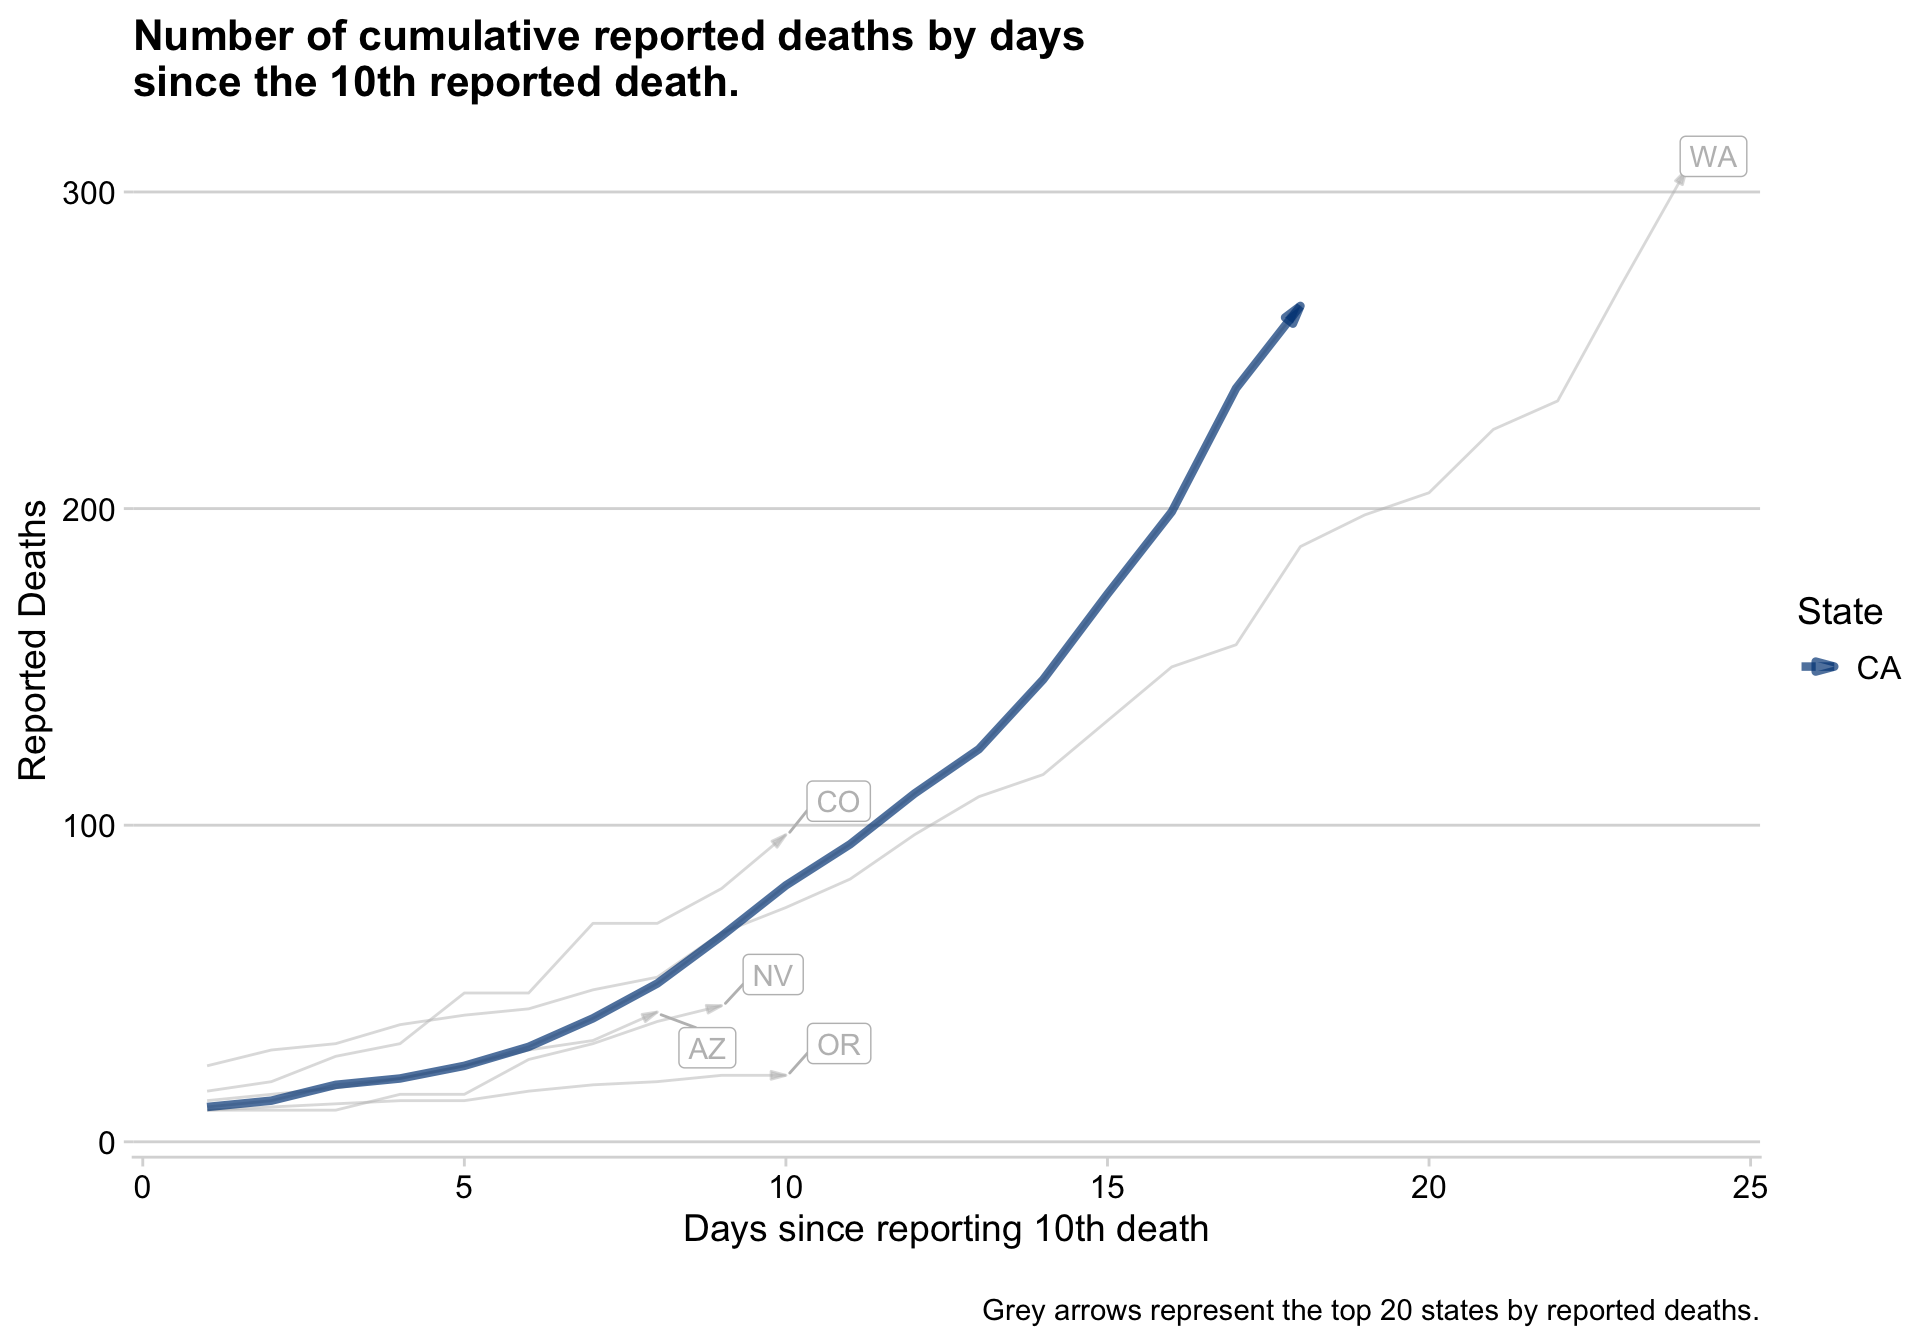 Number of cumulative reported deaths by days
since the 10th reported death.
WA
300
200
100
0
Reported Deaths
CO
NV
AZ
OR
State
CA
0 5 10 15 20 25
Days since reporting 10th death
Grey arrows represent the top 20 states by reported deaths.